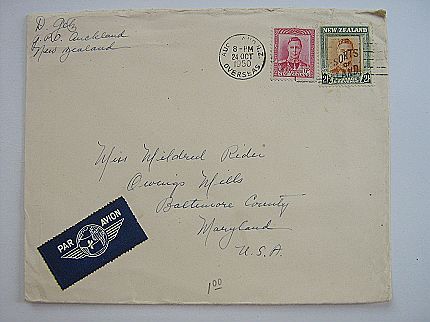 D.
G.P.O. Auckland
New Zealand
8 - PM
24 OCT
1950
OVERSEAS
NEW ZEALAND
Miss Mildred Rider
Owings Mills
Baltimore County
Maryland
U.S.A.
PAR AVION
1 00